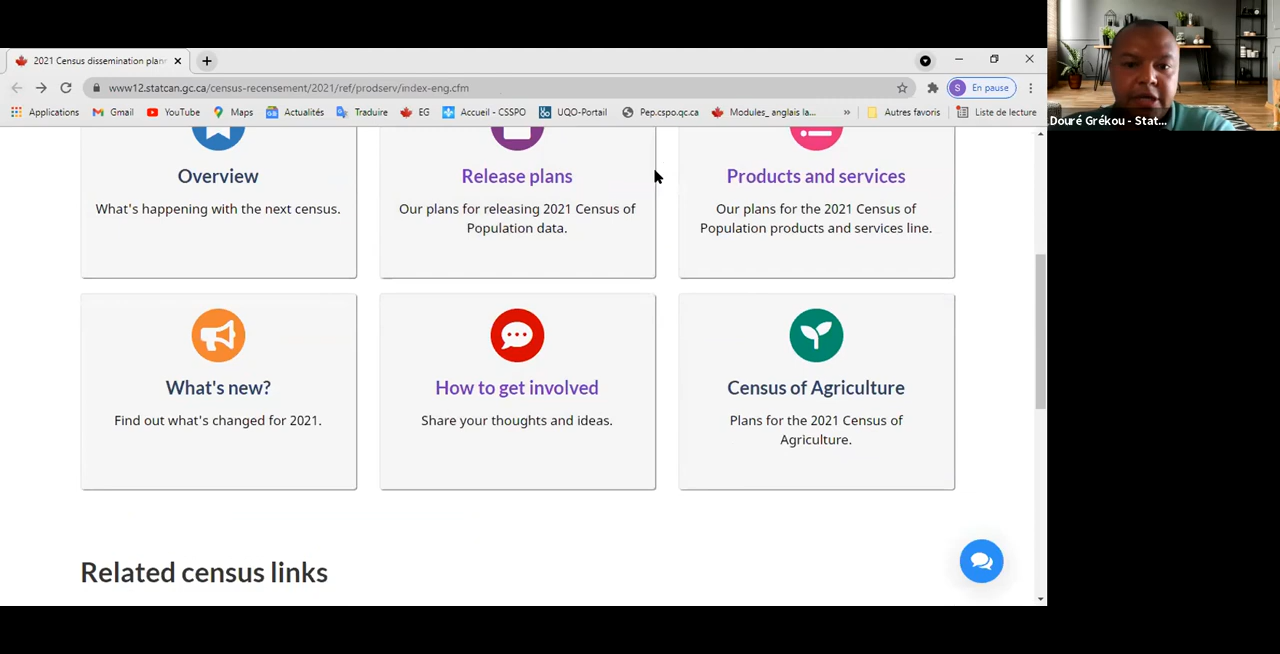 2021 Census dissemination plan
www12.statcan.gc.ca/census-recensement/2021/ref/prodserv/index-eng.cfm
S
En pause
Applications
Gmail
YouTube
Maps
Actualités
Traduire
EG
Accueil - CSSPO
UQO-Portail
Pep.cspo.qc.ca
Modules_ anglais la...
»
Autres favoris
Liste de lecture
Douré Grékou - Stat...
Overview
What's happening with the next census.
Release plans
Our plans for releasing 2021 Census of
Population data.
Products and services
Our plans for the 2021 Census of
Population products and services line.
What's new?
Find out what's changed for 2021.
How to get involved
Share your thoughts and ideas.
Census of Agriculture
Plans for the 2021 Census of
Agriculture.
Related census links